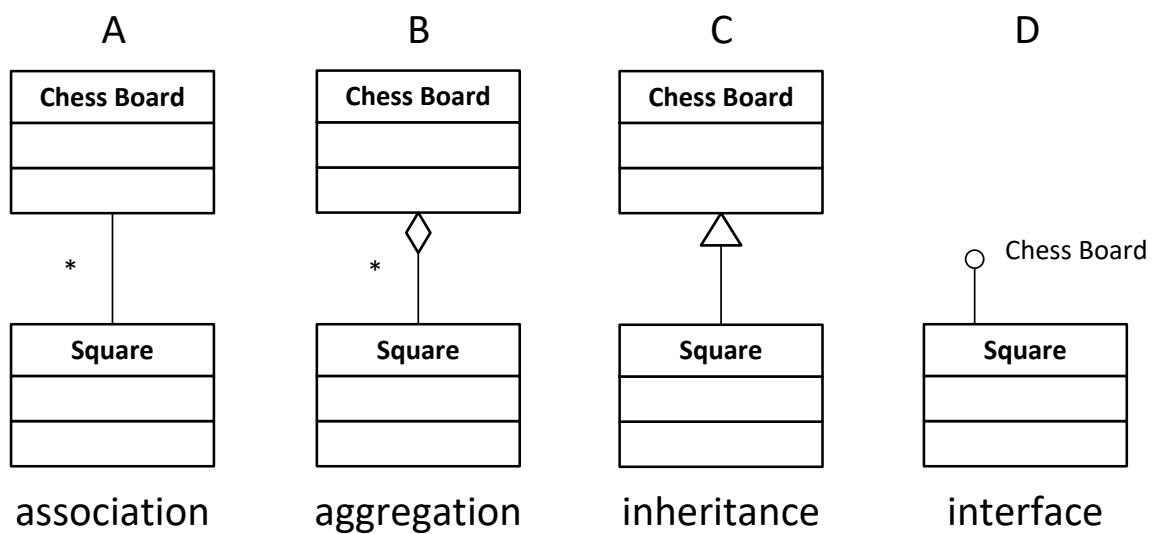 A B C D
Chess Board Chess Board Chess Board
* * Chess Board
Square Square Square Square
association aggregation inheritance interface